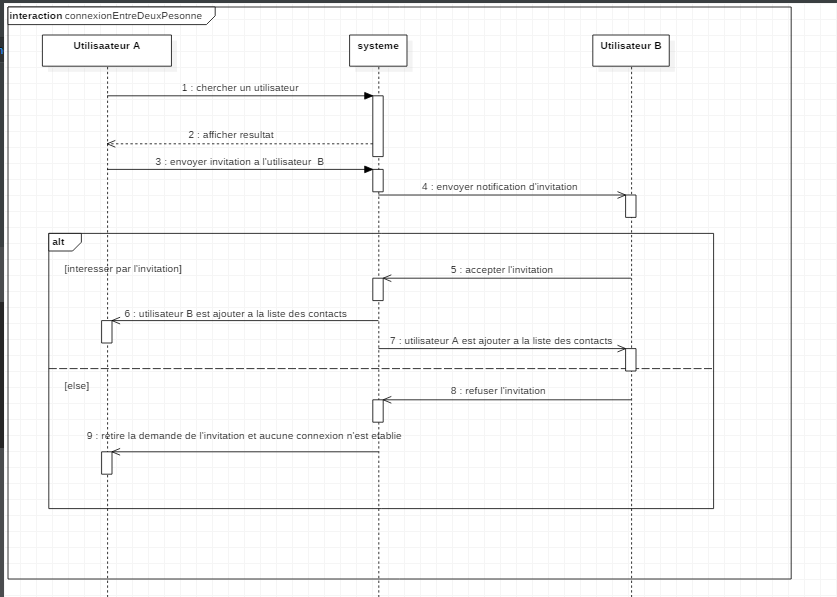 interaction connexionEntreDeuxPesonne
Utilisaateur A
systeme
Utilisateur B
1 : chercher un utilisateur
2 : afficher resultat
3 : envoyer invitation a l'utilisateur B
4 : envoyer notification d'invitation
alt
[interesser par l'invitation]
5 : accepter l'invitation
6 : utilisateur B est ajouter a la liste des contacts
7 : utilisateur A est ajouter a la liste des contacts
[else]
8 : refuser l'invitation
9 : retire la demande de l'invitation et aucune connexion n'est etablie